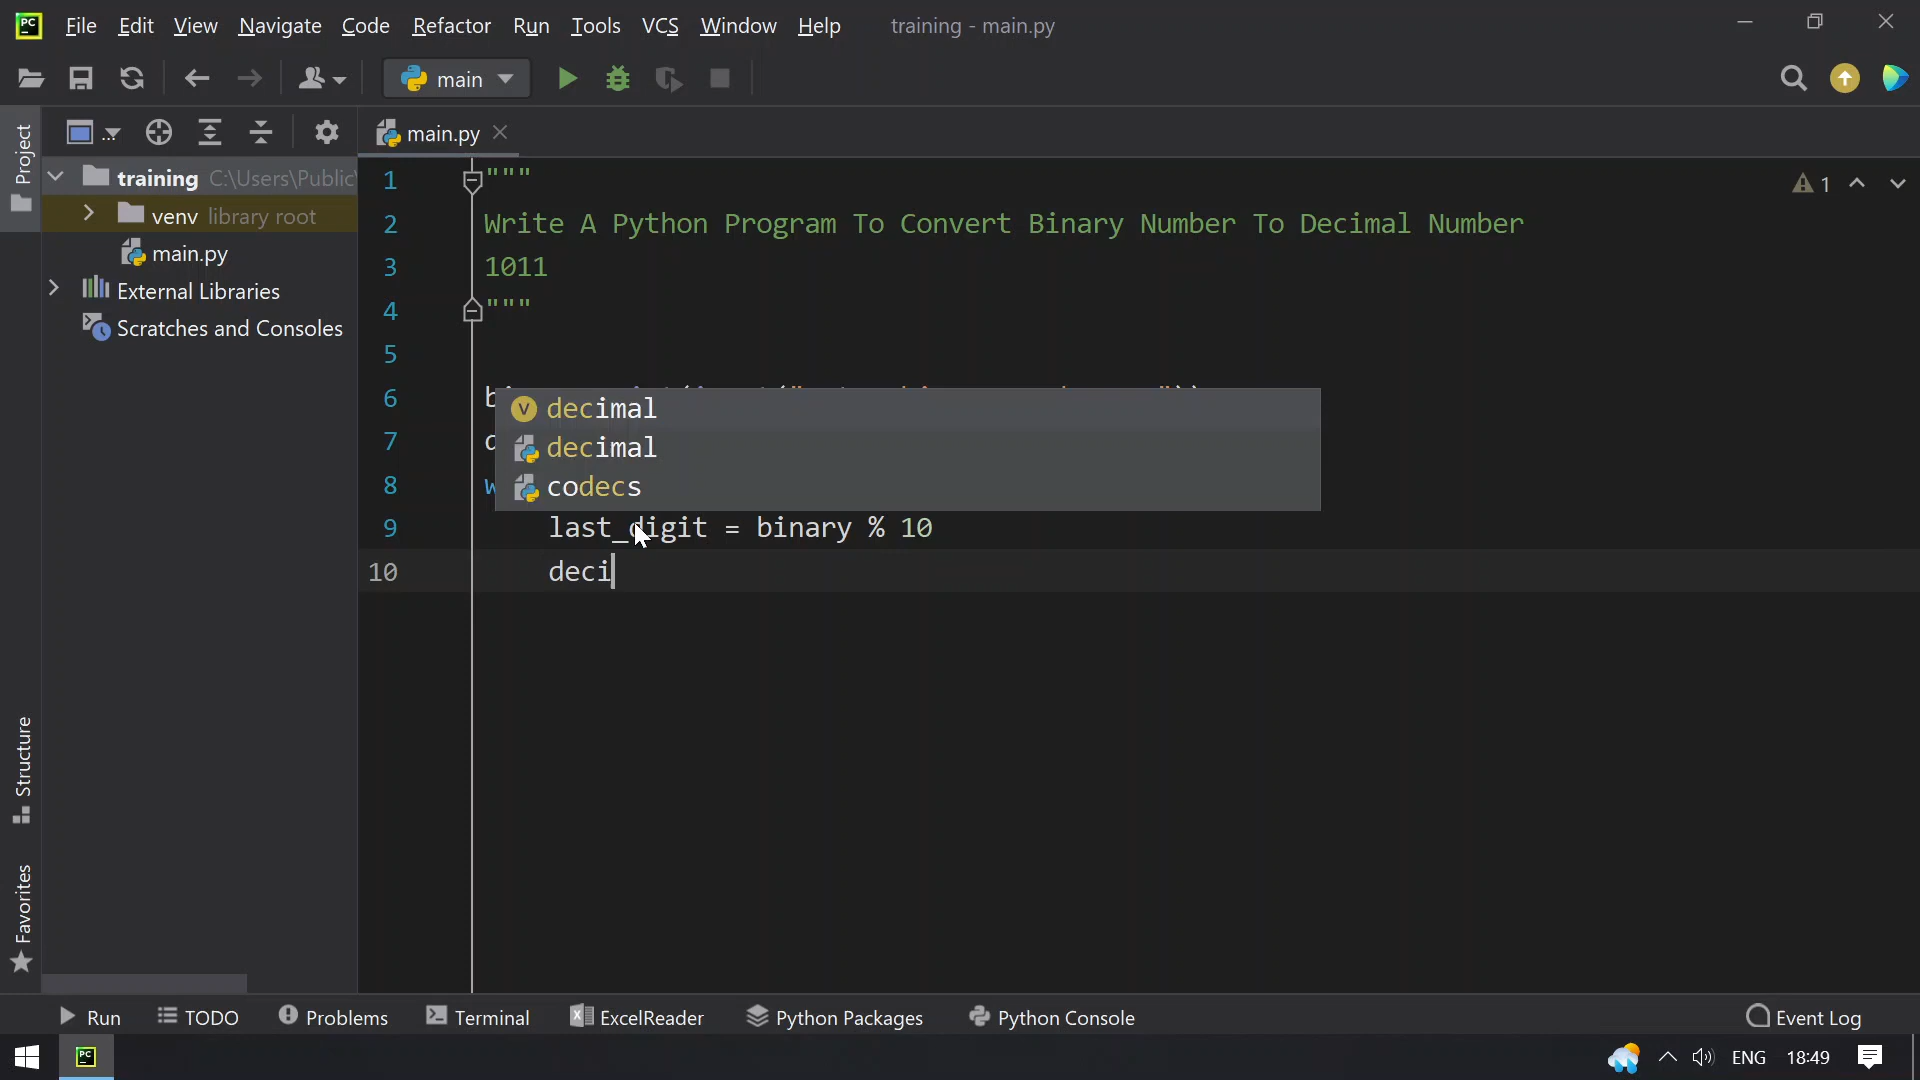 PC File Edit View Navigate Code Refactor Run Tools VCS Window Help training - main.py
main
Project ... main.py
training C:\Users\Public\
venv library root
main.py
External Libraries
Scratches and Consoles
1 """
2 Write A Python Program To Convert Binary Number To Decimal Number
3 1011
4 """
5
6
7
8
decimal
decimal
codecs
9 last_digit = binary % 10
10 deci
1
Structure
Favorites
Run TODO Problems Terminal ExcelReader Python Packages Python Console Event Log
PC ENG 18:49